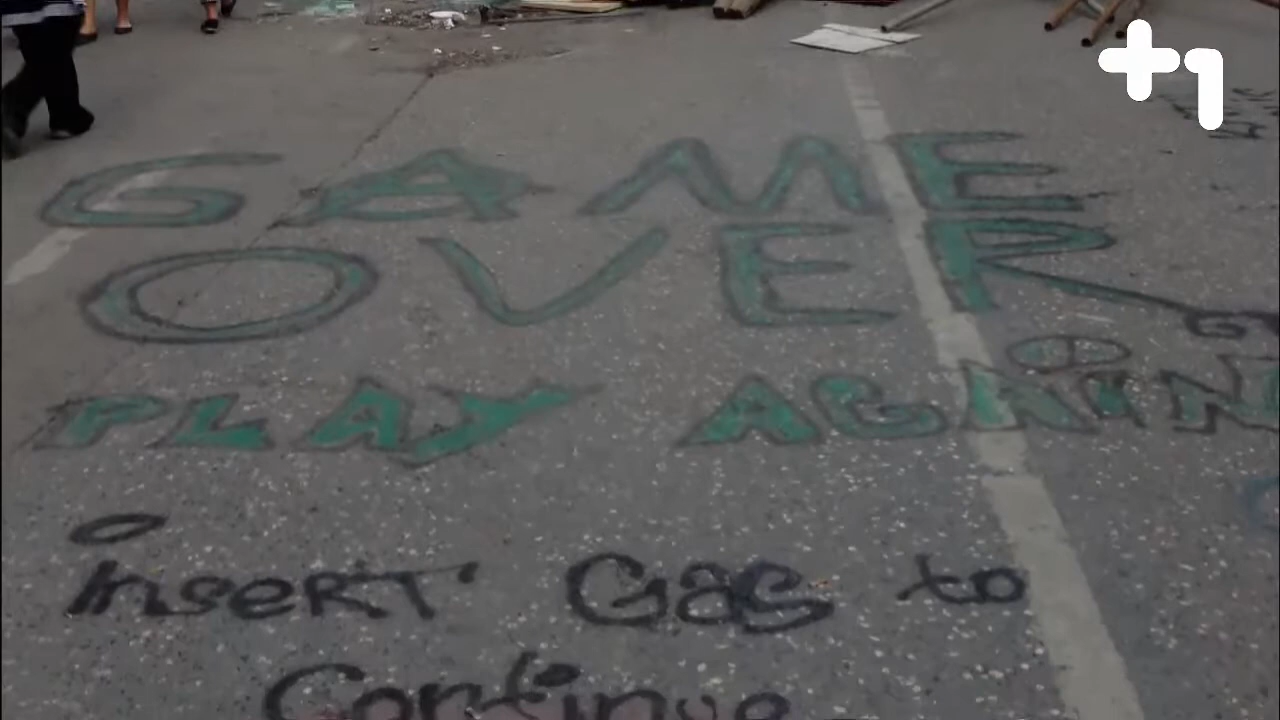 +1
GAME
OVER
PLAY AGAIN
insert Gas to
Continue